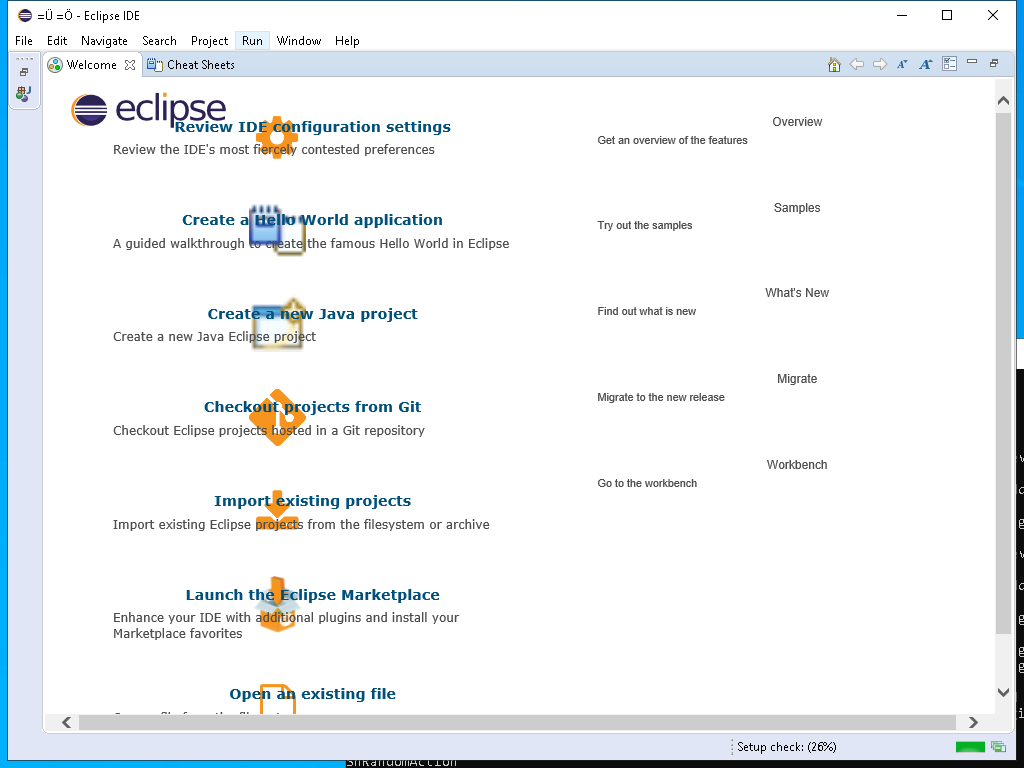 =Ü =Ö - Eclipse IDE
File Edit Navigate Search Project Run Window Help
Welcome Cheat Sheets
eclipse
Review IDE configuration settings
Review the IDE's most fiercely contested preferences
Create a Hello World application
A guided walkthrough to create the famous Hello World in Eclipse
Create a new Java project
Create a new Java Eclipse project
Checkout projects from Git
Checkout Eclipse projects hosted in a Git repository
Import existing projects
Import existing Eclipse projects from the filesystem or archive
Launch the Eclipse Marketplace
Enhance your IDE with additional plugins and install your
Marketplace favorites
Open an existing file
Overview
Get an overview of the features
Samples
Try out the samples
What's New
Find out what is new
Migrate
Migrate to the new release
Workbench
Go to the workbench
Setup check: (26%)